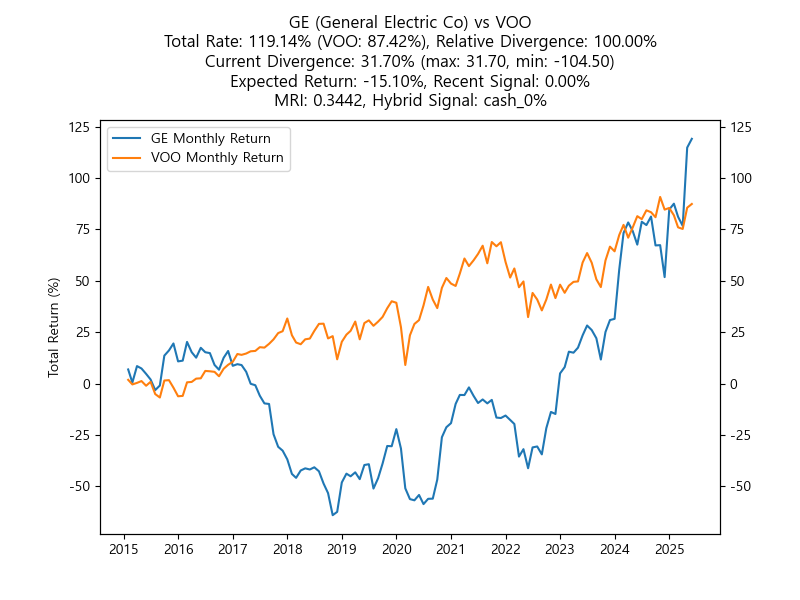 GE (General Electric Co) vs VOO
Total Rate: 119.14% (VOO: 87.42%), Relative Divergence: 100.00%
Current Divergence: 31.70% (max: 31.70, min: -104.50)
Expected Return: -15.10%, Recent Signal: 0.00%
MRI: 0.3442, Hybrid Signal: cash_0%
GE Monthly Return
VOO Monthly Return
Total Return (%)
125
100
75
50
25
0
-25
-50
125
100
75
50
25
0
-25
-50
2015 2016 2017 2018 2019 2020 2021 2022 2023 2024 2025